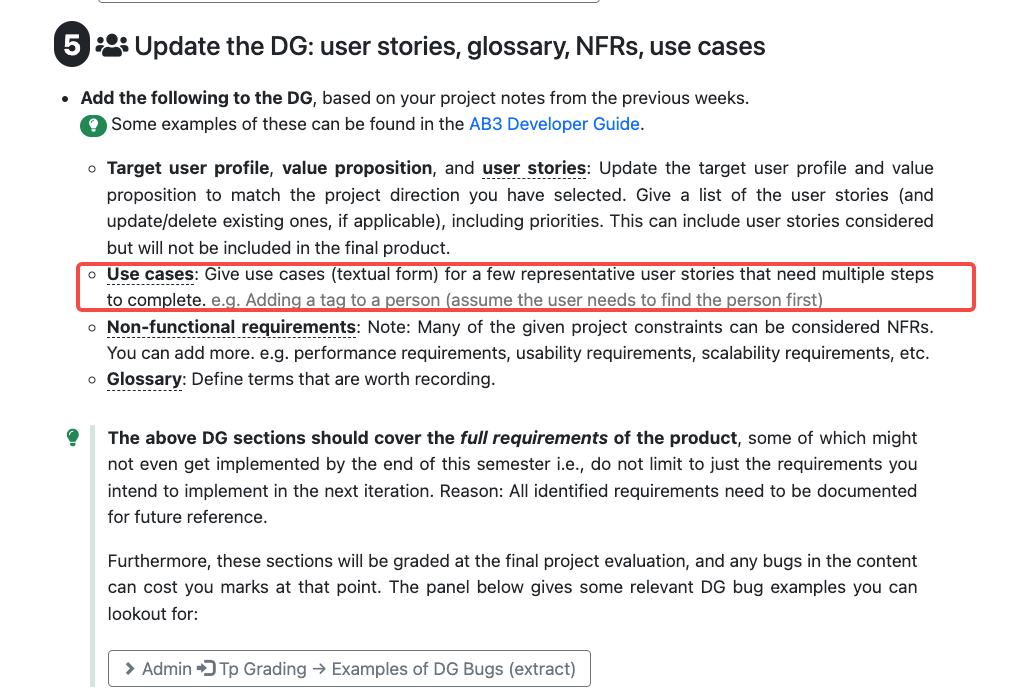 5 Update the DG: user stories, glossary, NFRs, use cases
Add the following to the DG, based on your project notes from the previous weeks.
Some examples of these can be found in the AB3 Developer Guide.
Target user profile, value proposition, and user stories: Update the target user profile and value
proposition to match the project direction you have selected. Give a list of the user stories (and
update/delete existing ones, if applicable), including priorities. This can include user stories considered
but will not be included in the final product.
Use cases: Give use cases (textual form) for a few representative user stories that need multiple steps
to complete. e.g. Adding a tag to a person (assume the user needs to find the person first)
Non-functional requirements: Note: Many of the given project constraints can be considered NFRs.
You can add more. e.g. performance requirements, usability requirements, scalability requirements, etc.
Glossary: Define terms that are worth recording.
The above DG sections should cover the full requirements of the product, some of which might
not even get implemented by the end of this semester i.e., do not limit to just the requirements you
intend to implement in the next iteration. Reason: All identified requirements need to be documented
for future reference.
Furthermore, these sections will be graded at the final project evaluation, and any bugs in the content
can cost you marks at that point. The panel below gives some relevant DG bug examples you can
lookout for:
Admin Tp Grading → Examples of DG Bugs (extract)